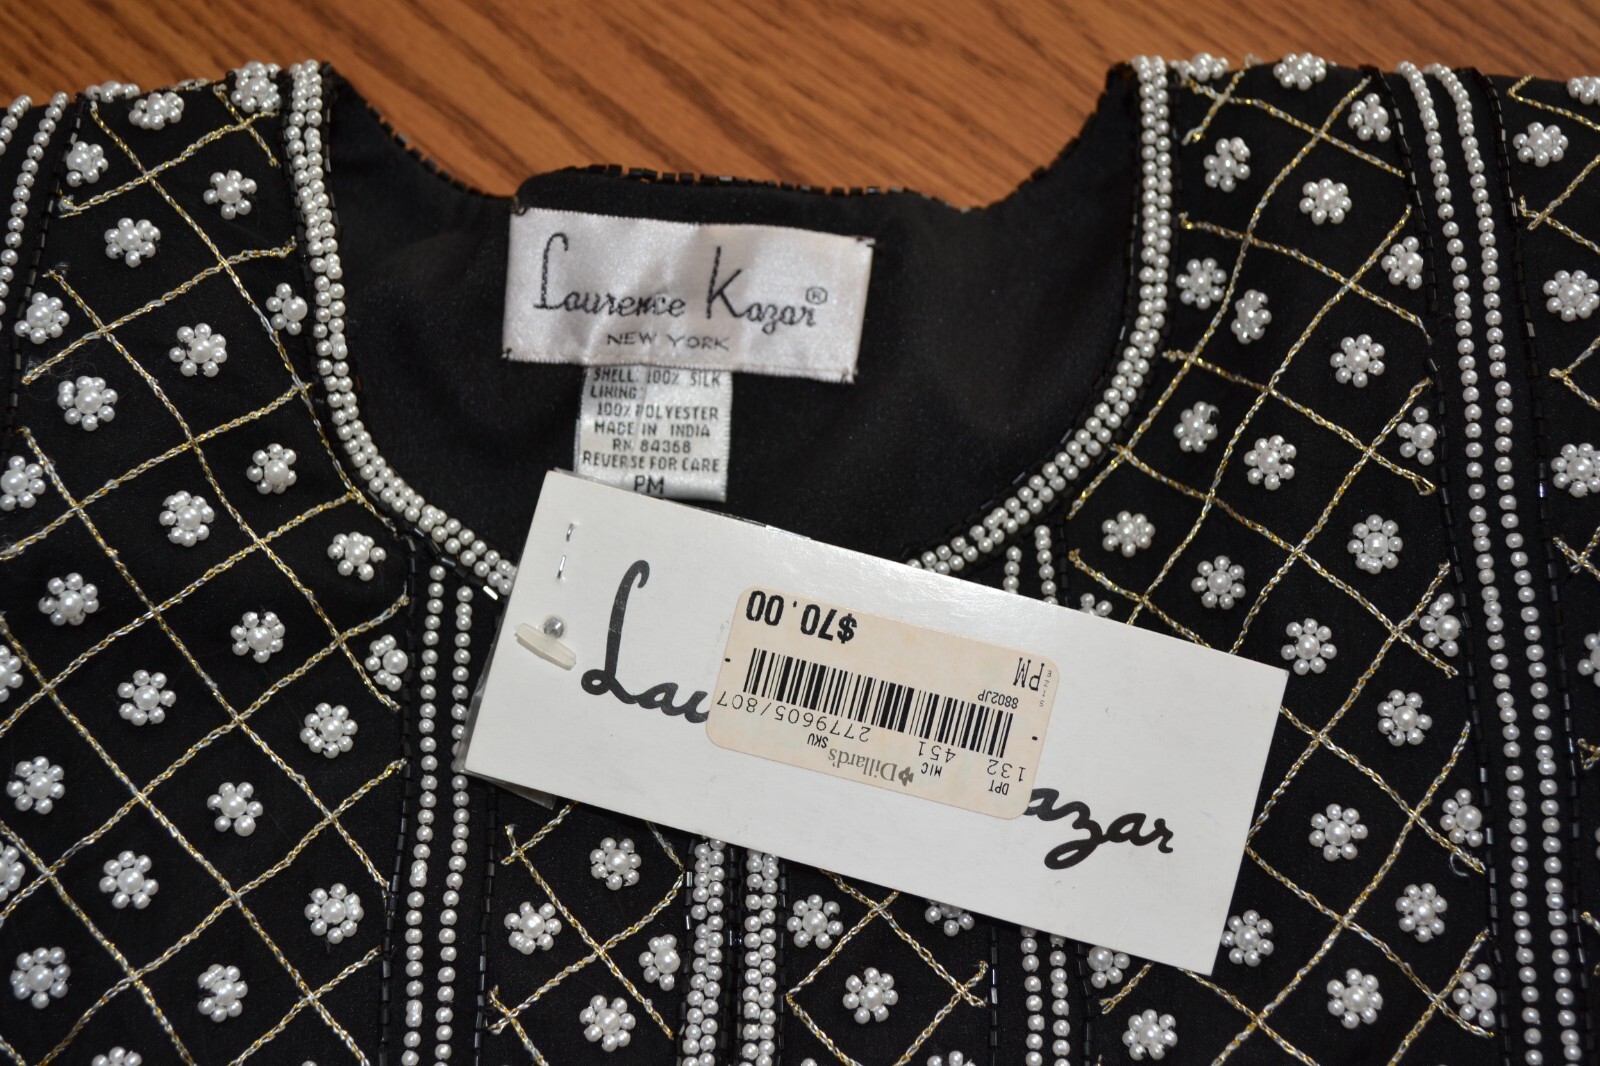 Laurence Kazar®
NEW YORK
SHELL: 100% SILK
LINING:
100% POLYESTER
MADE IN INDIA
RN 84368
REVERSE FOR CARE
PM
Lau
azar
Dillard's
DPT MIC SKU
132 451 2779605/807
8802JP
PM
$70.00